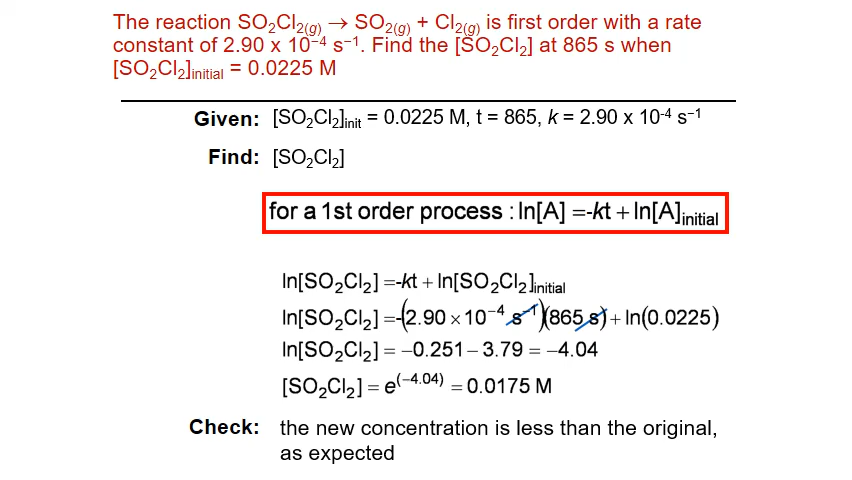 The reaction SO₂Cl₂(g) → SO₂(g) + Cl₂(g) is first order with a rate
constant of 2.90 x 10⁻⁴ s⁻¹. Find the [SO₂Cl₂] at 865 s when
[SO₂Cl₂]initial = 0.0225 M
Given: [SO₂Cl₂]init = 0.0225 M, t = 865, k = 2.90 x 10⁻⁴ s⁻¹
Find: [SO₂Cl₂]
for a 1st order process : ln[A] =-kt + ln[A]initial
ln[SO₂Cl₂] =-kt + ln[SO₂Cl₂]initial
ln[SO₂Cl₂] =-(2.90 × 10⁻⁴ s⁻¹)(865 s) + ln(0.0225)
ln[SO₂Cl₂] = −0.251 − 3.79 = −4.04
[SO₂Cl₂] = e^(−4.04) = 0.0175 M
Check: the new concentration is less than the original,
as expected